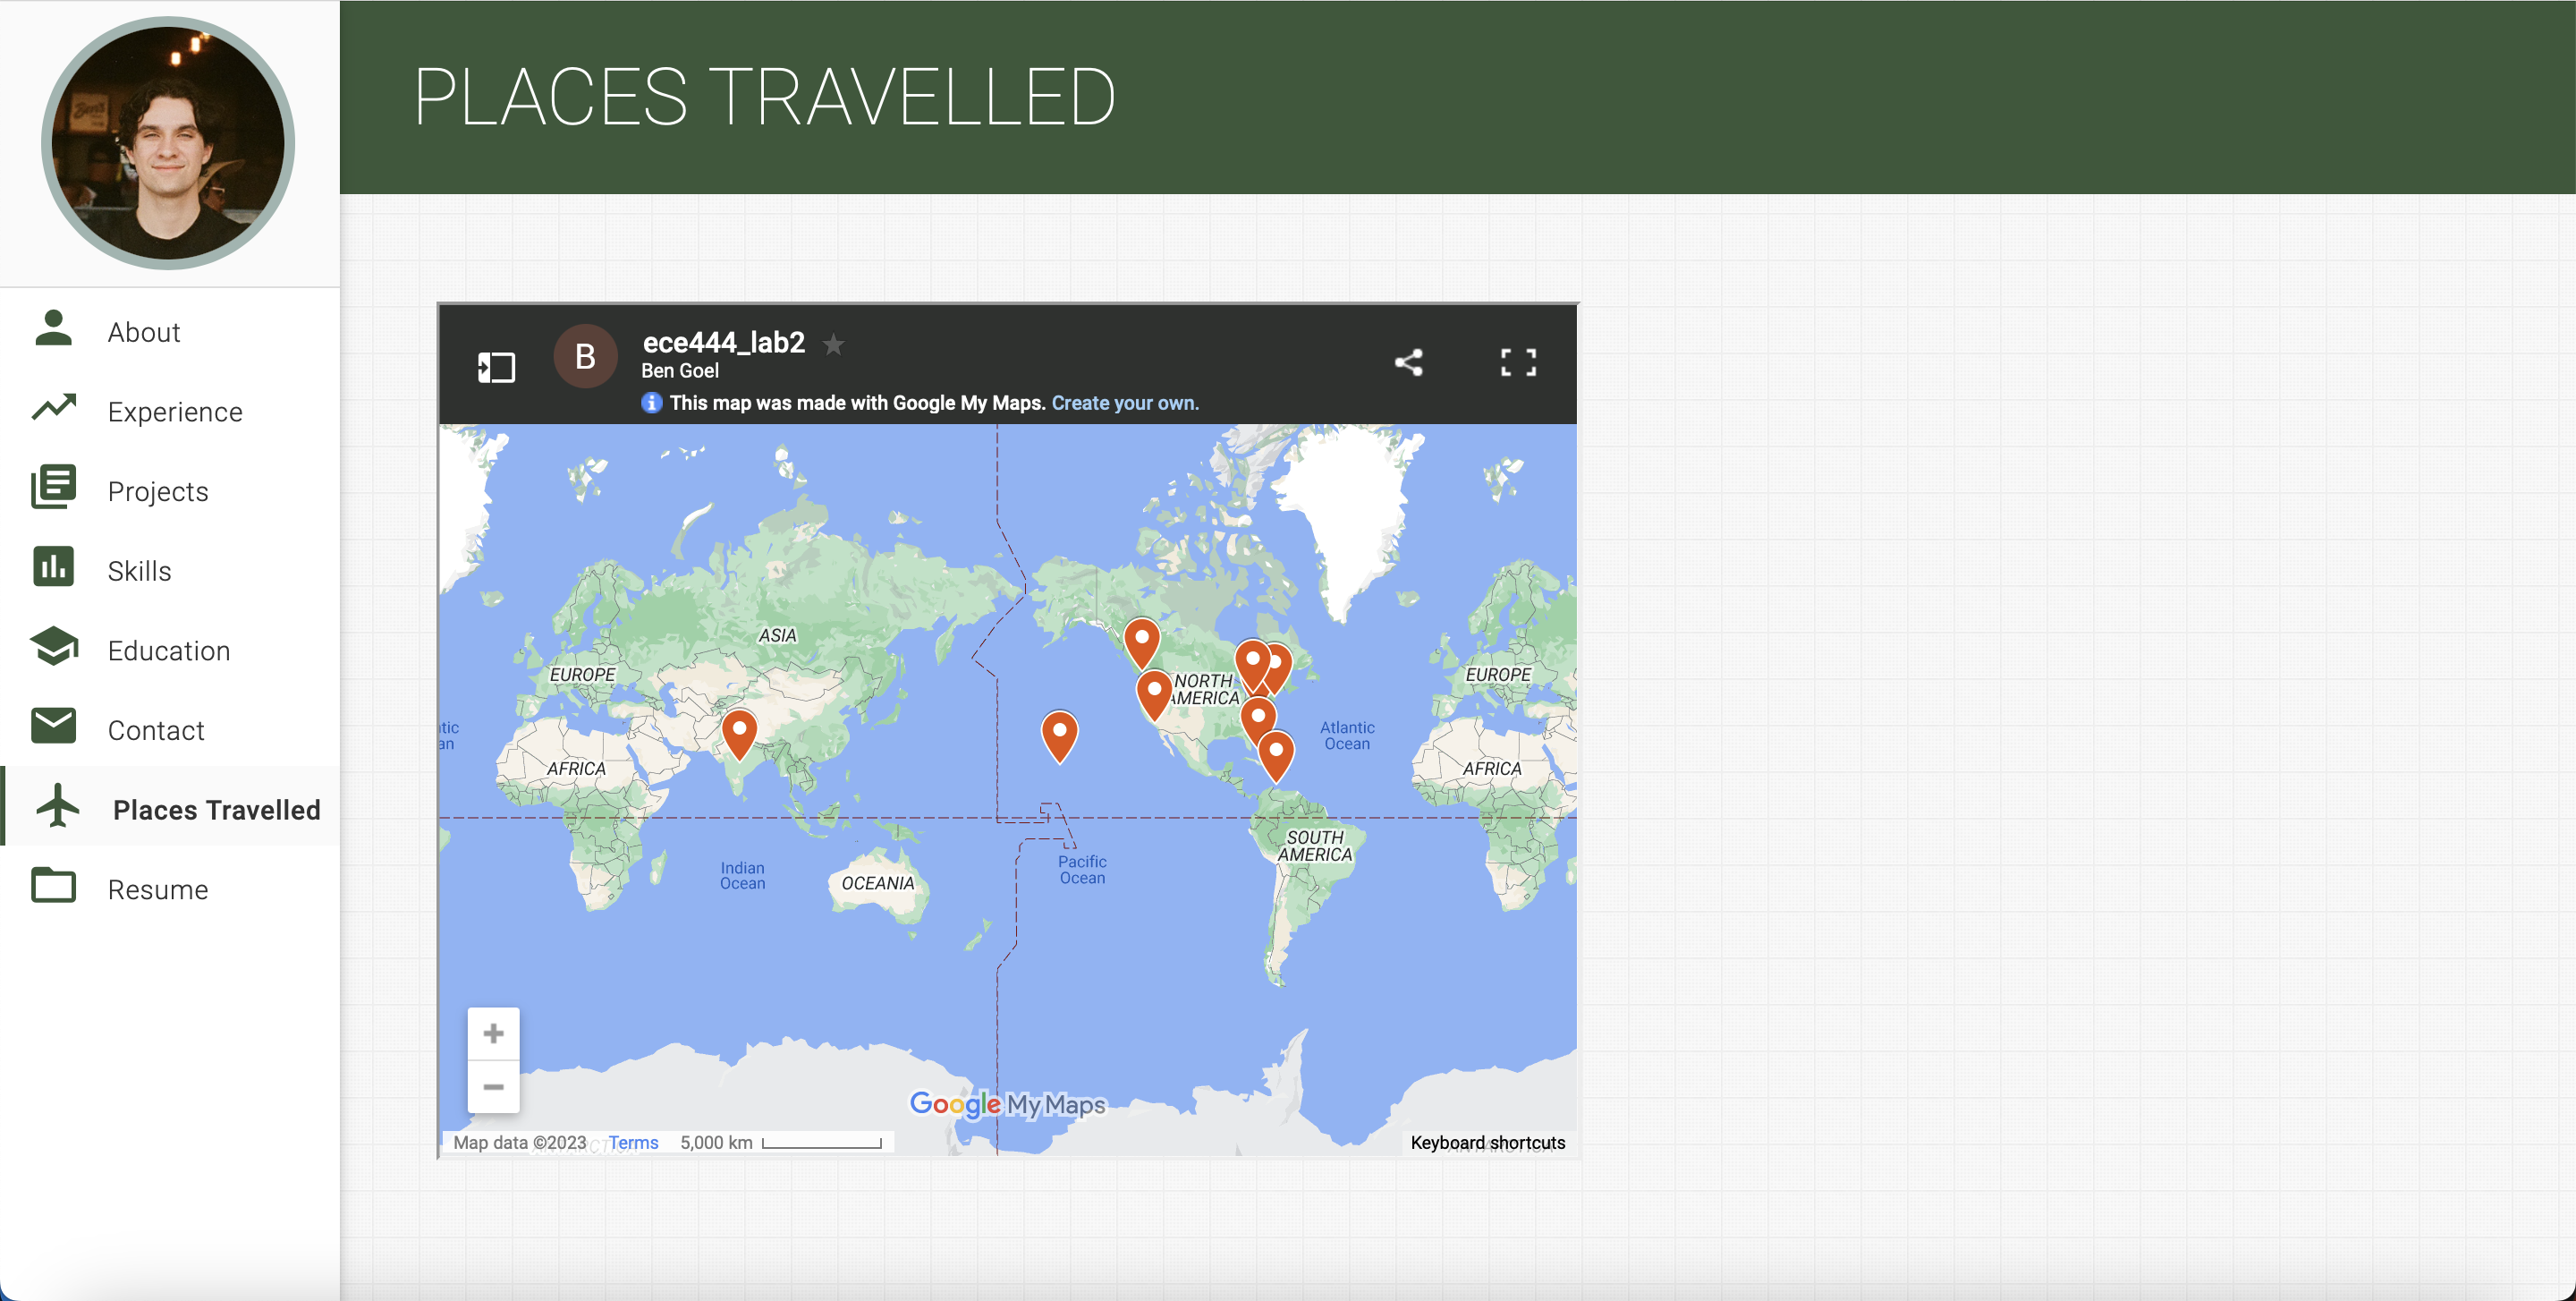 PLACES TRAVELLED
About
Experience
Projects
Skills
Education
Contact
Places Travelled
Resume
B
ece444_lab2
Ben Goel
This map was made with Google My Maps. Create your own.
ASIA
EUROPE
NORTH
AMERICA
EUROPE
tic
an
Atlantic
Ocean
AFRICA
AFRICA
SOUTH
AMERICA
Indian
Ocean
Pacific
Ocean
OCEANIA
+
−
Google My Maps
Map data ©2023 Terms 5,000 km
Keyboard shortcuts